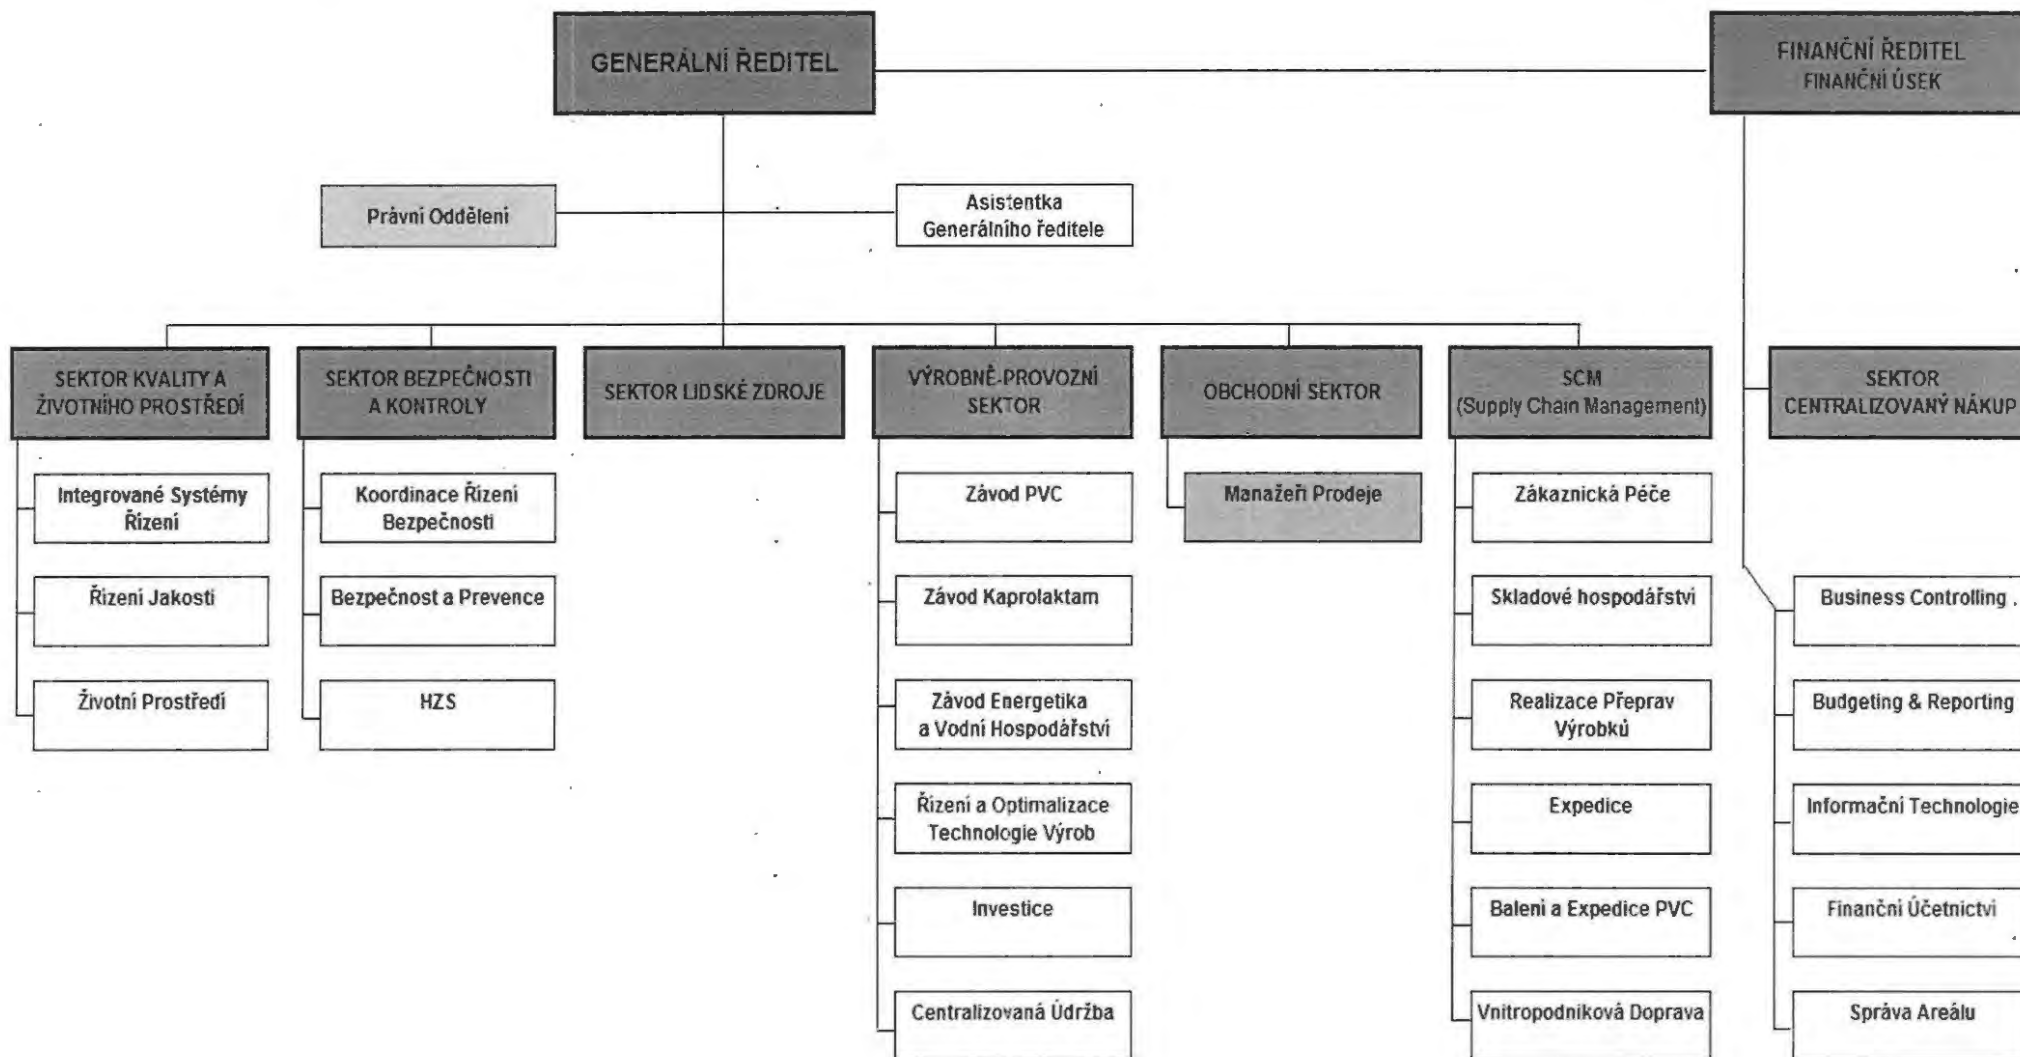 GENERÁLNÍ ŘEDITEL
FINANČNÍ ŘEDITEL
FINANČNÍ ÚSEK
Právní Oddělení
Asistentka
Generálního ředitele
SEKTOR KVALITY A
ŽIVOTNÍHO PROSTŘEDÍ
SEKTOR BEZPEČNOSTI
A KONTROLY
SEKTOR LIDSKÉ ZDROJE
VÝROBNĚ-PROVOZNÍ
SEKTOR
OBCHODNÍ SEKTOR
SCM
(Supply Chain Management)
SEKTOR
CENTRALIZOVANÝ NÁKUP
Integrované Systémy
Řízení
Řízení Jakosti
Životní Prostředí
Koordinace Řízení
Bezpečnosti
Bezpečnost a Prevence
HZS
Závod PVC
Závod Kaprolaktam
Závod Energetika
a Vodní Hospodářství
Řízení a Optimalizace
Technologie Výrob
Investice
Centralizovaná Údržba
Manažeři Prodeje
Zákaznická Péče
Skladové hospodářství
Realizace Přeprav
Výrobků
Expedice
Balení a Expedice PVC
Vnitropodniková Doprava
Business Controlling
Budgeting & Reporting
Informační Technologie
Finanční Účetnictví
Správa Areálu